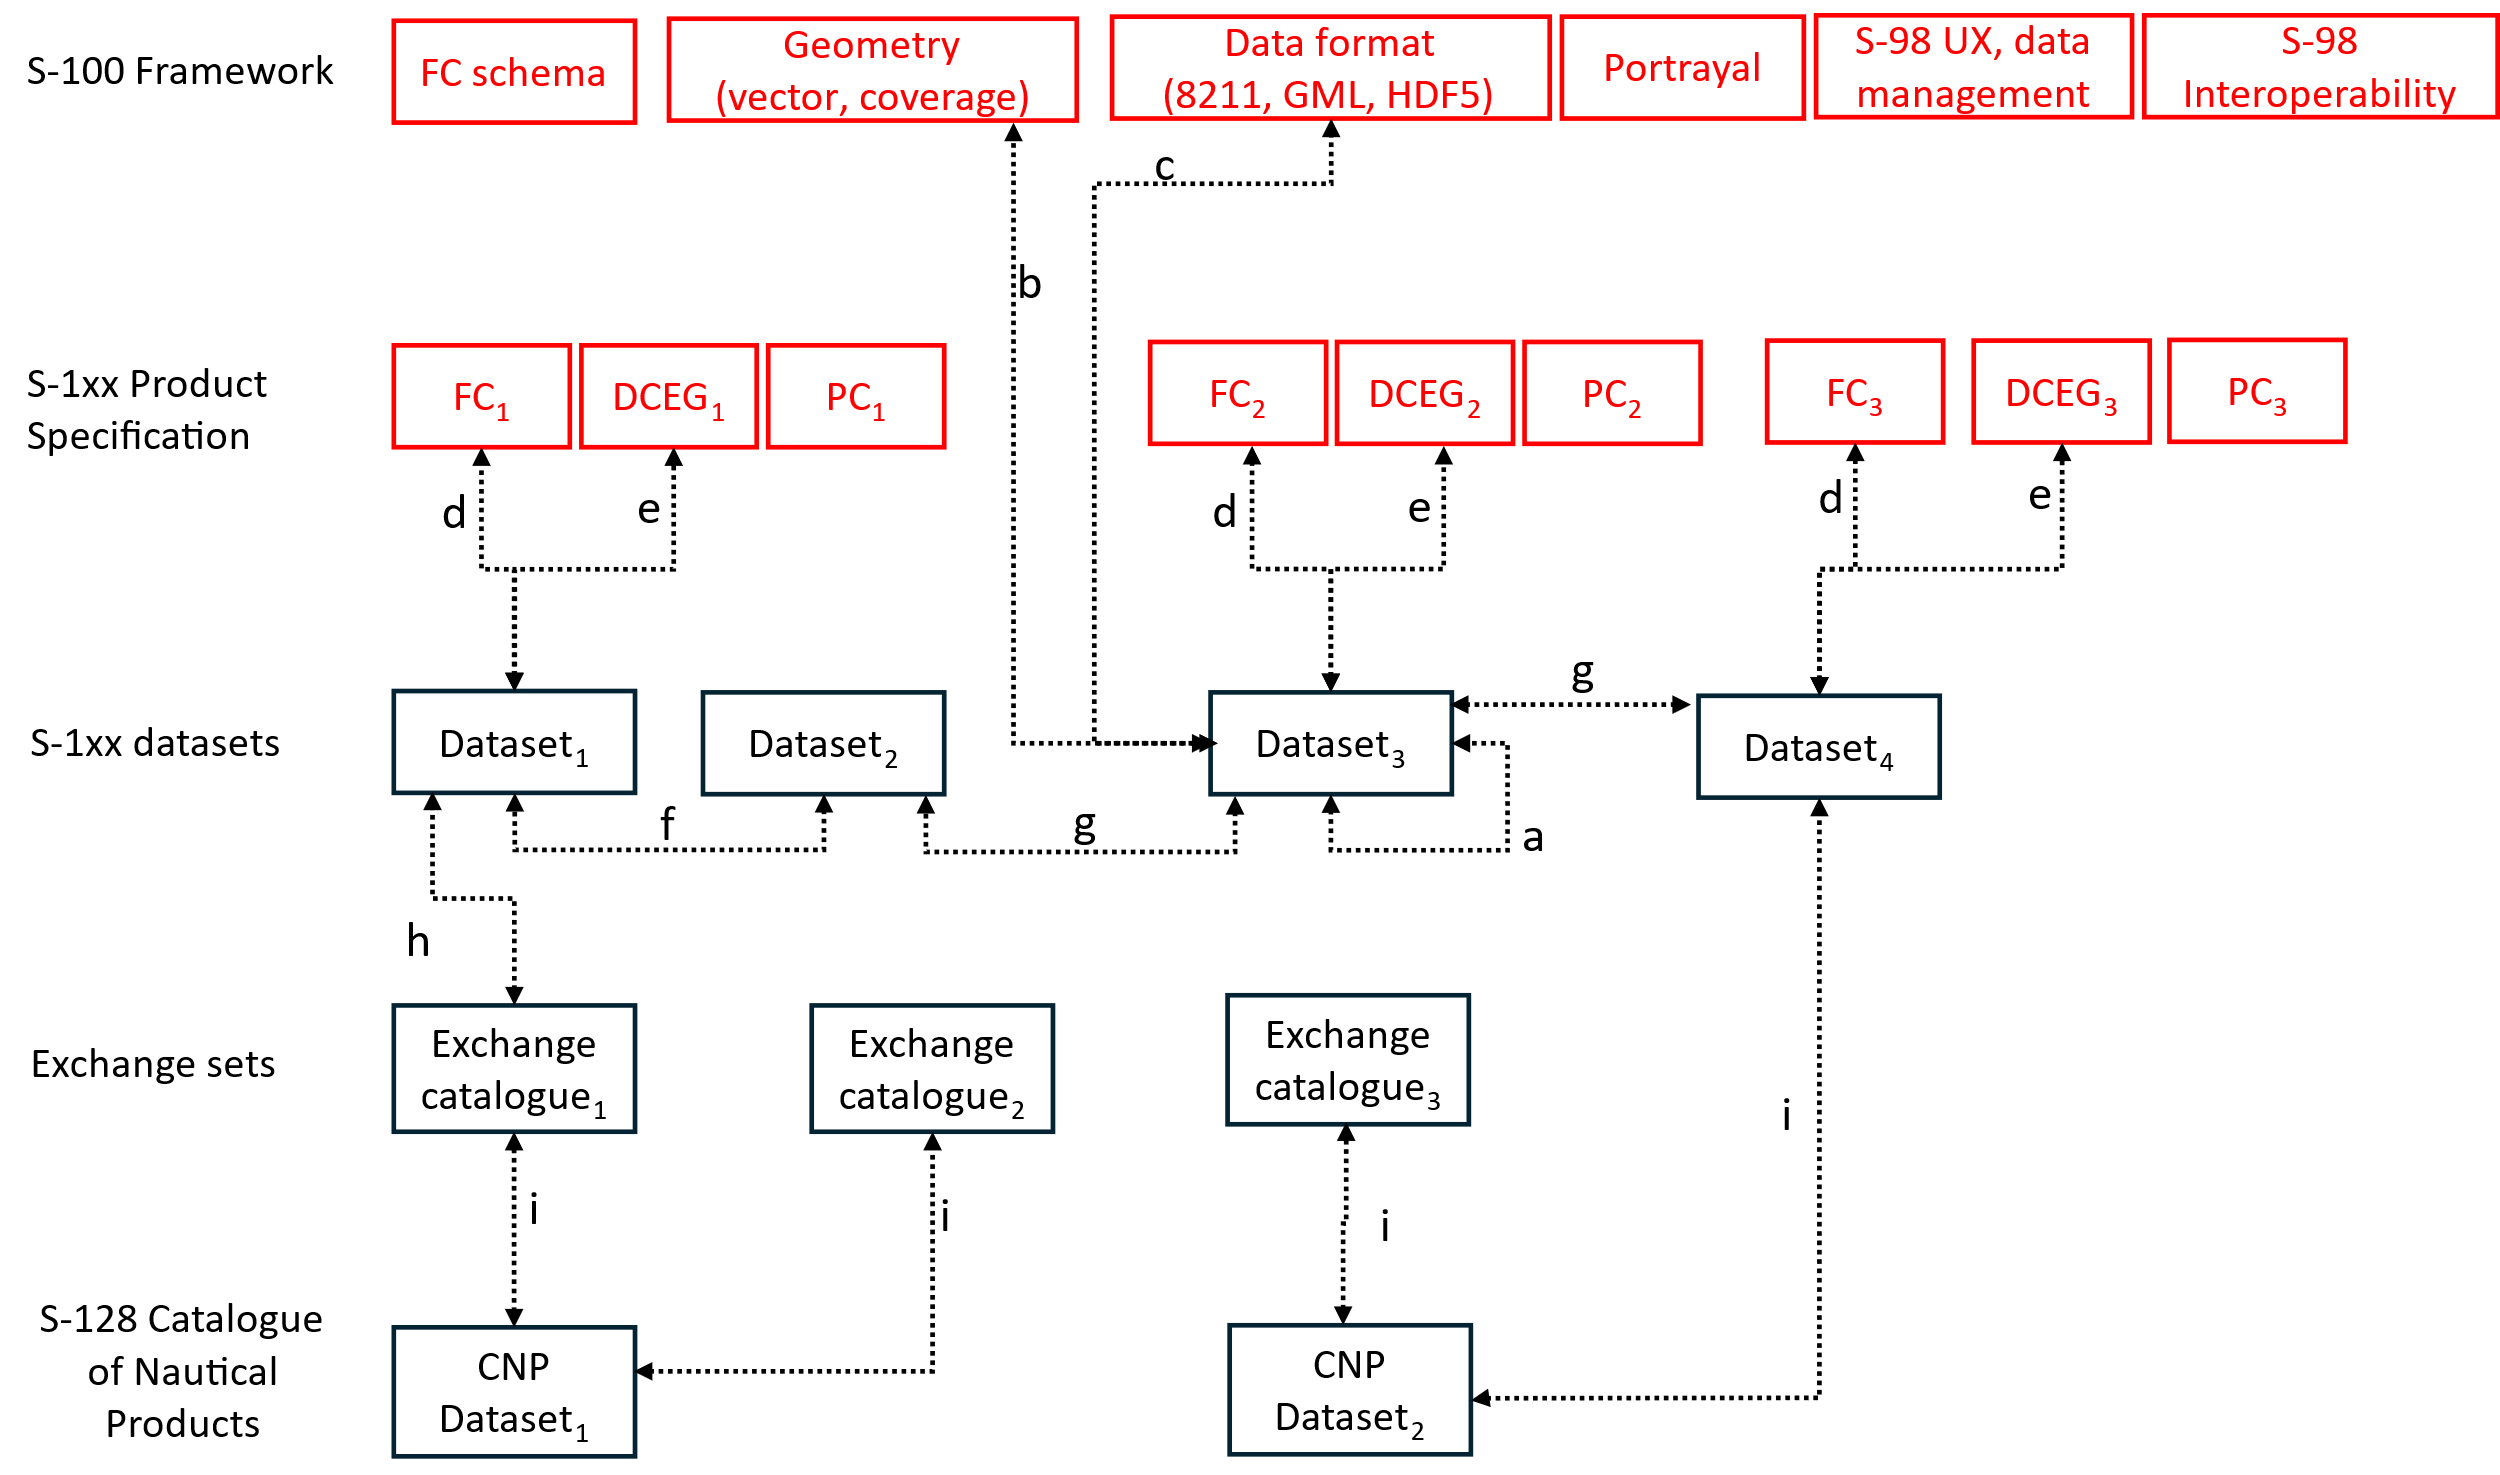 S-100 Framework
FC schema
Geometry
(vector, coverage)
Data format
(8211, GML, HDF5)
Portrayal
S-98 UX, data
management
S-98
Interoperability
c
b
S-1xx Product
Specification
FC1
DCEG1
PC1
FC2
DCEG2
PC2
FC3
DCEG3
PC3
d
e
d
e
d
e
g
S-1xx datasets
Dataset1
Dataset2
Dataset3
Dataset4
f
g
a
h
Exchange sets
Exchange
catalogue1
Exchange
catalogue2
Exchange
catalogue3
i
i
i
i
S-128 Catalogue
of Nautical
Products
CNP
Dataset1
CNP
Dataset2